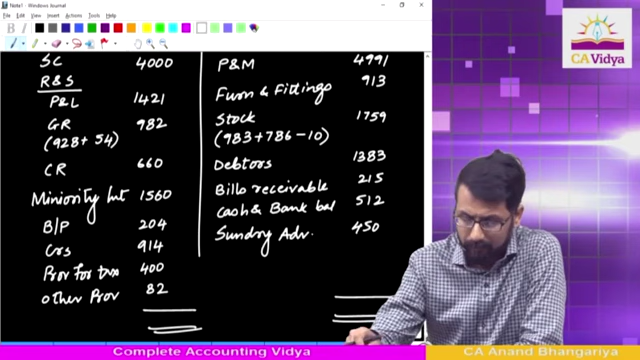 Note1 - Windows Journal
File Edit Insert Actions Tools Help
SC 4000
R&S
P&L 1421
GR 982
(928+ 54)
CR 660
Miniority Int 1560
B/P 204
Crs 914
Prov for tax 400
Other Prov 82
P&M 4991
Furn & Fittings 913
Stock 1759
(983+786-10)
Debtors 1383
Bills receivable 215
Cash & Bank bal 512
Sundry Adv. 450
CA Vidya
Complete Accounting Vidya
CA Anand Bhangariya